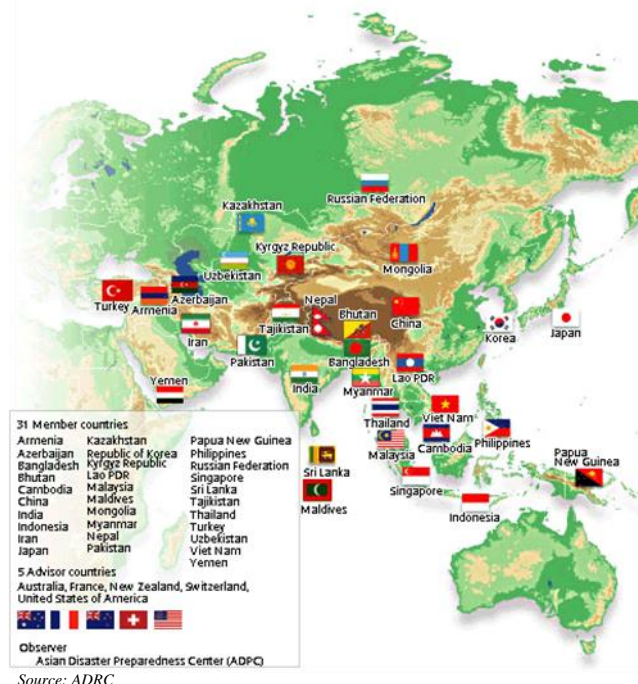 Russian Federation
Kazakhstan
Kyrgyz Republic
Uzbekistan
Mongolia
Turkey
Armenia
Azerbaijan
Iran
Tajikistan
Nepal
Bhutan
China
Korea
Japan
Pakistan
Bangladesh
India
Myanmar
Lao PDR
Yemen
Thailand
Viet Nam
Malaysia
Cambodia
Philippines
Sri Lanka
Maldives
Singapore
Indonesia
Papua
New Guinea
31 Member countries
Armenia
Azerbaijan
Bangladesh
Bhutan
Cambodia
China
India
Indonesia
Iran
Japan
Kazakhstan
Republic of Korea
Kyrgyz Republic
Lao PDR
Malaysia
Maldives
Mongolia
Myanmar
Nepal
Pakistan
Papua New Guinea
Philippines
Russian Federation
Singapore
Sri Lanka
Tajikistan
Thailand
Turkey
Uzbekistan
Viet Nam
Yemen
5 Advisor countries
Australia, France, New Zealand, Switzerland,
United States of America
Observer
Asian Disaster Preparedness Center (ADPC)
Source: ADRC